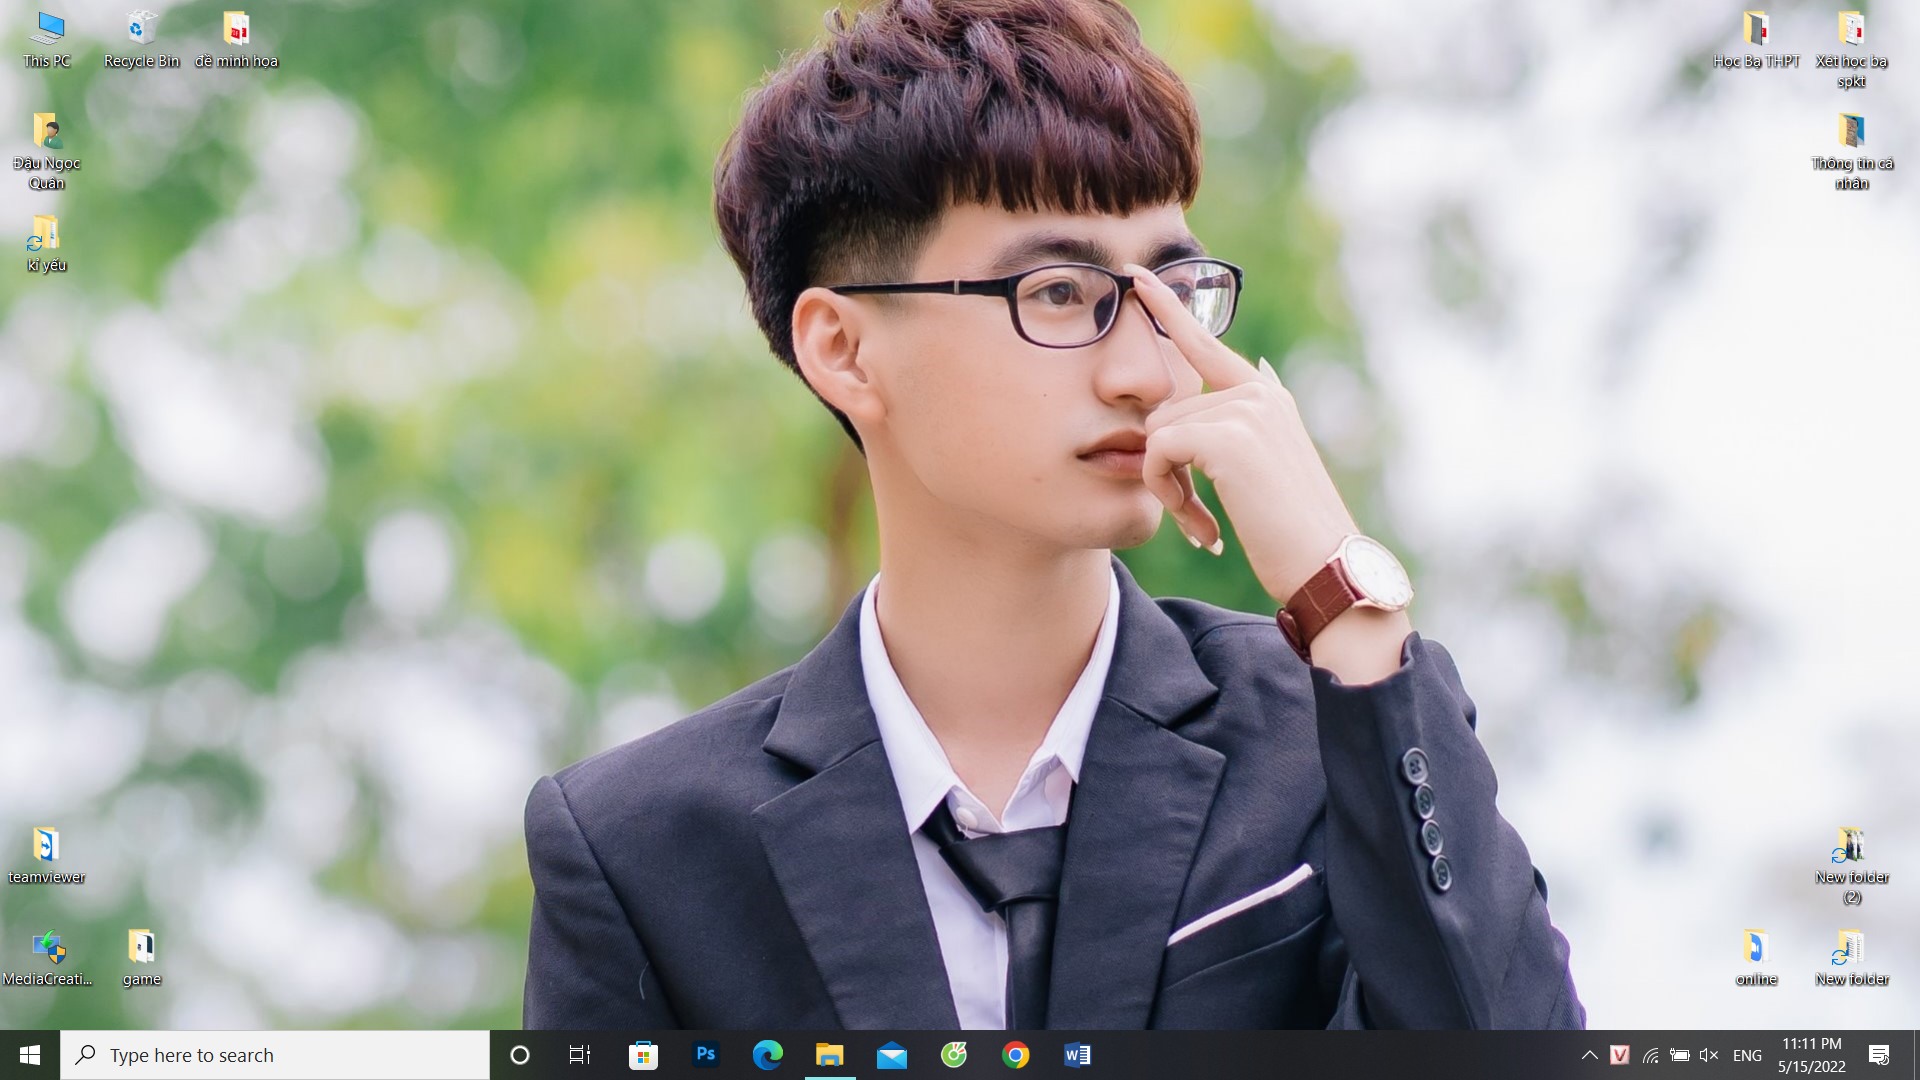 This PC
Recycle Bin
đề minh họa
Học Bạ THPT
Xét học bạ
spkt
Đậu Ngọc
Quân
Thông tin cá
nhân
kỉ yếu
teamviewer
New folder
(2)
MediaCreati...
game
online
New folder
Type here to search
Ps
W
V
ENG
11:11 PM
5/15/2022